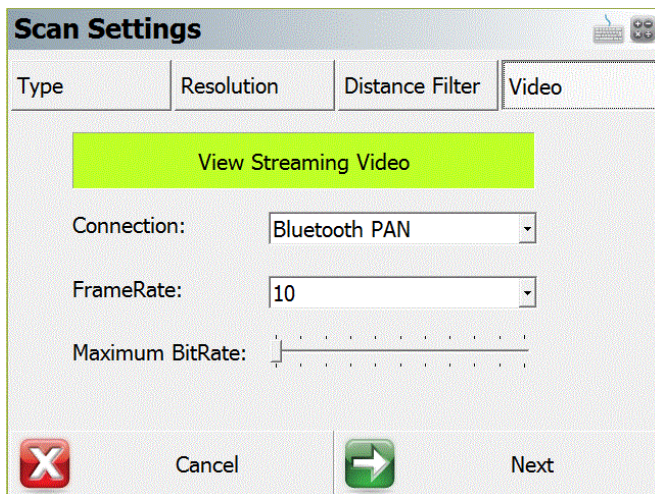 Scan Settings
Type Resolution Distance Filter Video
View Streaming Video
Connection: Bluetooth PAN
FrameRate: 10
Maximum BitRate:
Cancel Next